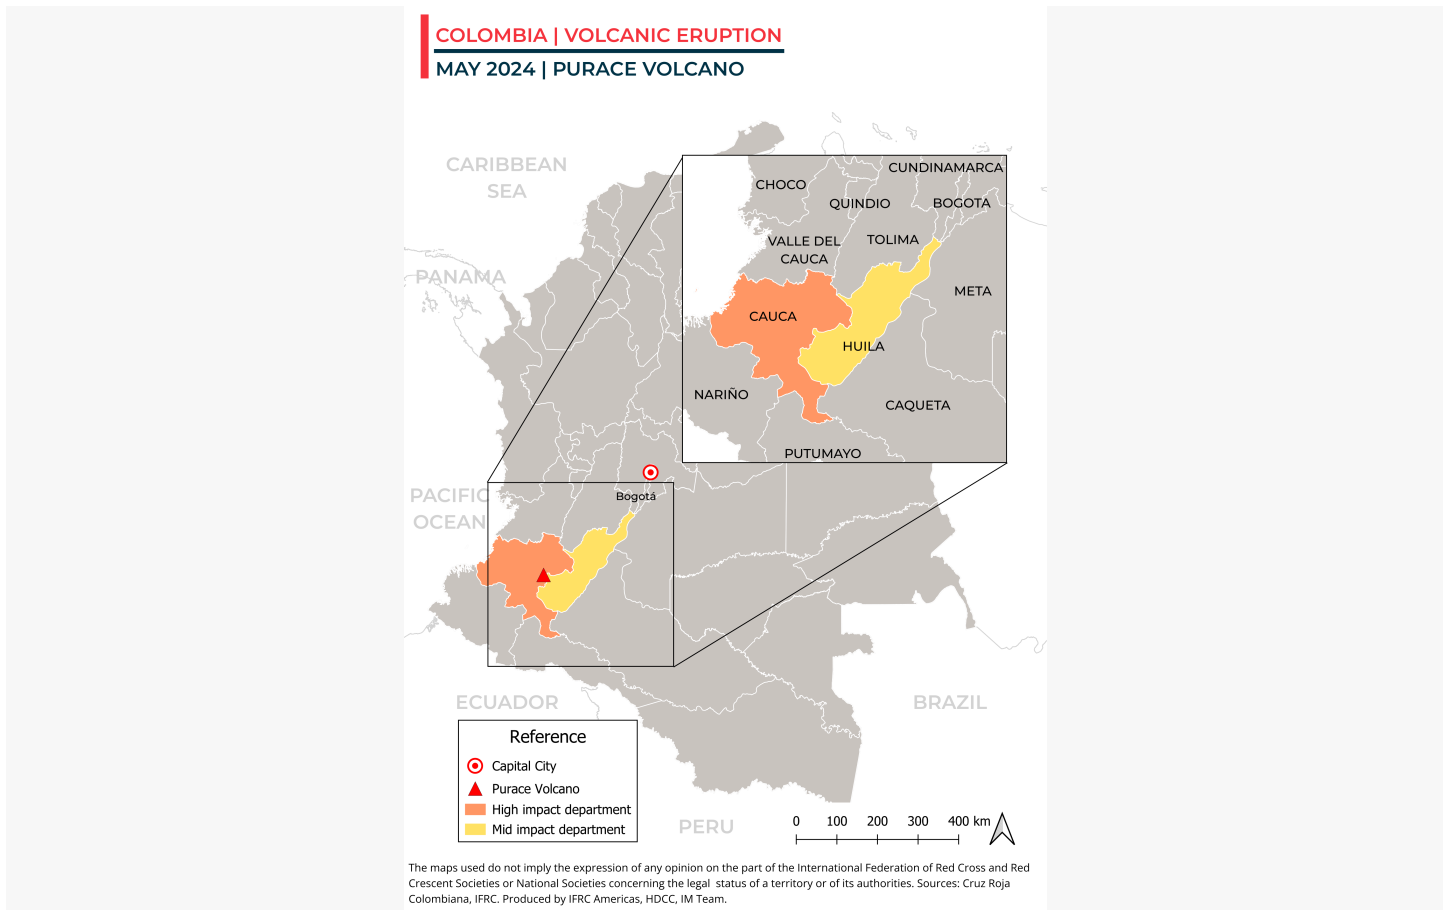 COLOMBIA | VOLCANIC ERUPTION
MAY 2024 | PURACE VOLCANO
CARIBBEAN
SEA
PANAMA
PACIFIC
OCEAN
CHOCO
CUNDINAMARCA
QUINDIO
BOGOTA
VALLE DEL
CAUCA
TOLIMA
META
CAUCA
HUILA
NARIÑO
CAQUETA
PUTUMAYO
Bogotá
ECUADOR
BRAZIL
PERU
Reference
Capital City
Purace Volcano
High impact department
Mid impact department
0 100 200 300 400 km
The maps used do not imply the expression of any opinion on the part of the International Federation of Red Cross and Red
Crescent Societies or National Societies concerning the legal status of a territory or of its authorities. Sources: Cruz Roja
Colombiana, IFRC. Produced by IFRC Americas, HDCC, IM Team.